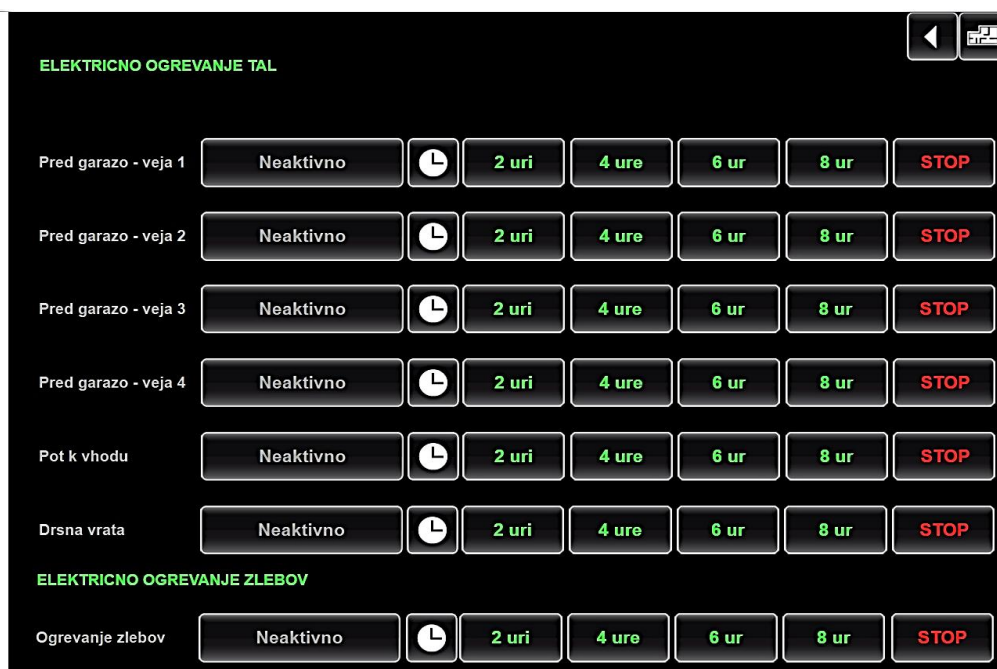 ELEKTRICNO OGREVANJE TAL
Pred garazo - veja 1 Neaktivno 2 uri 4 ure 6 ur 8 ur STOP
Pred garazo - veja 2 Neaktivno 2 uri 4 ure 6 ur 8 ur STOP
Pred garazo - veja 3 Neaktivno 2 uri 4 ure 6 ur 8 ur STOP
Pred garazo - veja 4 Neaktivno 2 uri 4 ure 6 ur 8 ur STOP
Pot k vhodu Neaktivno 2 uri 4 ure 6 ur 8 ur STOP
Drsna vrata Neaktivno 2 uri 4 ure 6 ur 8 ur STOP
ELEKTRICNO OGREVANJE ZLEBOV
Ogrevanje zlebov Neaktivno 2 uri 4 ure 6 ur 8 ur STOP